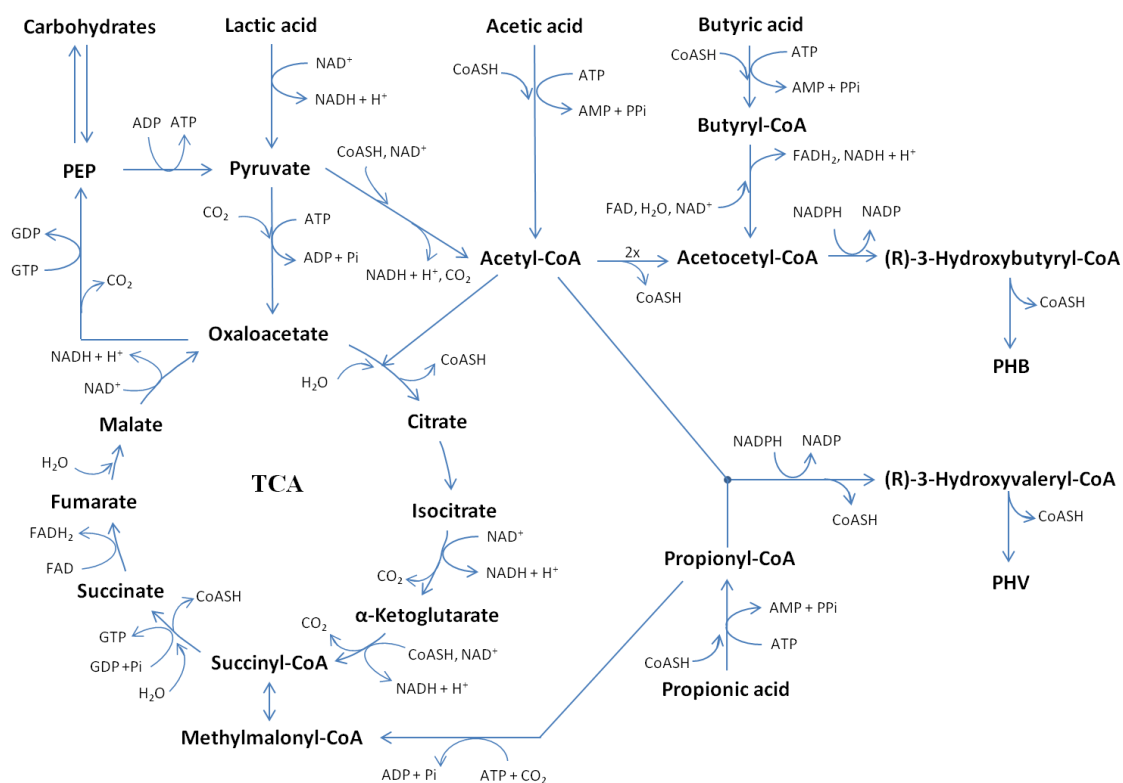 Carbohydrates
Lactic acid
Acetic acid
Butyric acid
NAD⁺
NADH + H⁺
CoASH
ATP
AMP + PPi
CoASH
ATP
AMP + PPi
Butyryl-CoA
ADP
ATP
PEP
Pyruvate
CoASH, NAD⁺
FADH₂, NADH + H⁺
FAD, H₂O, NAD⁺
CO₂
ATP
ADP + Pi
NADPH
NADP
GDP
GTP
CO₂
NADH + H⁺, CO₂
Acetyl-CoA
2x
CoASH
Acetocetyl-CoA
(R)-3-Hydroxybutyryl-CoA
CoASH
PHB
Oxaloacetate
NADH + H⁺
NAD⁺
H₂O
CoASH
Malate
Citrate
H₂O
TCA
NADPH
NADP
Fumarate
Isocitrate
(R)-3-Hydroxyvaleryl-CoA
CoASH
CoASH
PHV
FADH₂
FAD
NAD⁺
NADH + H⁺
CO₂
Propionyl-CoA
Succinate
CoASH
α-Ketoglutarate
AMP + PPi
ATP
CoASH
Propionic acid
GTP
GDP +Pi
H₂O
CO₂
CoASH, NAD⁺
NADH + H⁺
Succinyl-CoA
Methylmalonyl-CoA
ADP + Pi
ATP + CO₂